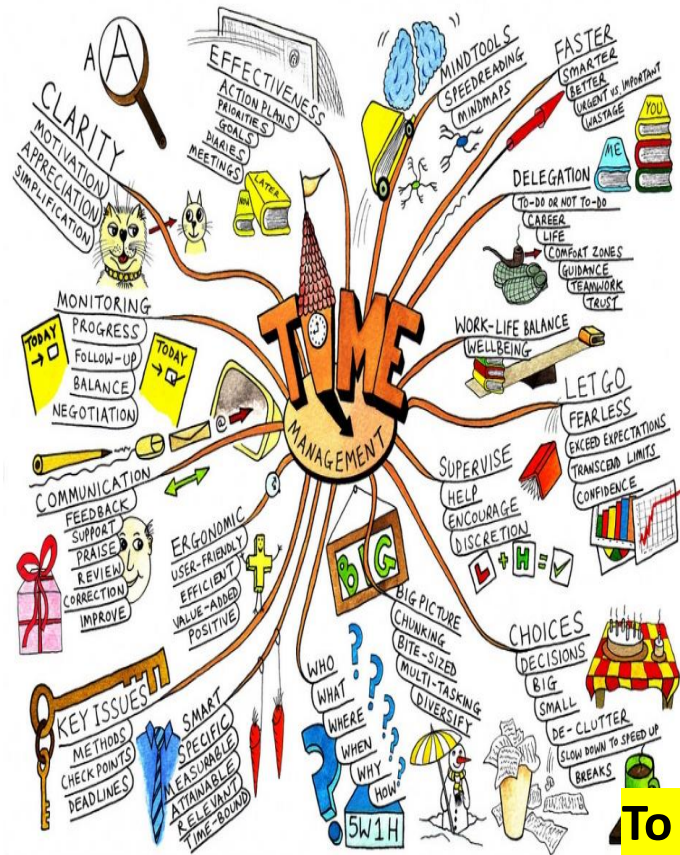 TIME
MANAGEMENT
A A
CLARITY
MOTIVATION
APPRECIATION
SIMPLIFICATION
EFFECTIVENESS
ACTION PLANS
PRIORITIES
GOALS
DIARIES
MEETINGS
@
NOW
LATER
MINDTOOLS
SPEEDREADING
MINDMAPS
FASTER
SMARTER
BETTER
URGENT VS. IMPORTANT
WASTAGE
ME
YOU
DELEGATION
TO-DO OR NOT TO-DO
CAREER
LIFE
COMFORT ZONES
GUIDANCE
TEAMWORK
TRUST
WORK-LIFE BALANCE
WELLBEING
LET GO
FEARLESS
EXCEED EXPECTATIONS
TRANSCEND LIMITS
CONFIDENCE
SUPERVISE
HELP
ENCOURAGE
DISCRETION
L + H = ✓
CHOICES
DECISIONS
BIG
SMALL
DE-CLUTTER
SLOW DOWN TO SPEED UP
BREAKS
BIG
BIG PICTURE
CHUNKING
BITE-SIZED
MULTI-TASKING
DIVERSIFY
WHO
WHAT
WHERE
WHEN
WHY
HOW
? ? ? ? ? ?
5W1H
SMART
SPECIFIC
MEASURABLE
ATTAINABLE
RELEVANT
TIME-BOUND
KEY ISSUES
METHODS
CHECKPOINTS
DEADLINES
ERGONOMIC
USER-FRIENDLY
EFFICIENT
VALUE-ADDED
POSITIVE
COMMUNICATION
FEEDBACK
SUPPORT
PRAISE
REVIEW
CORRECTION
IMPROVE
@
MONITORING
PROGRESS
FOLLOW-UP
BALANCE
NEGOTIATION
TODAY
→ ☐
TODAY
→ ☑
To